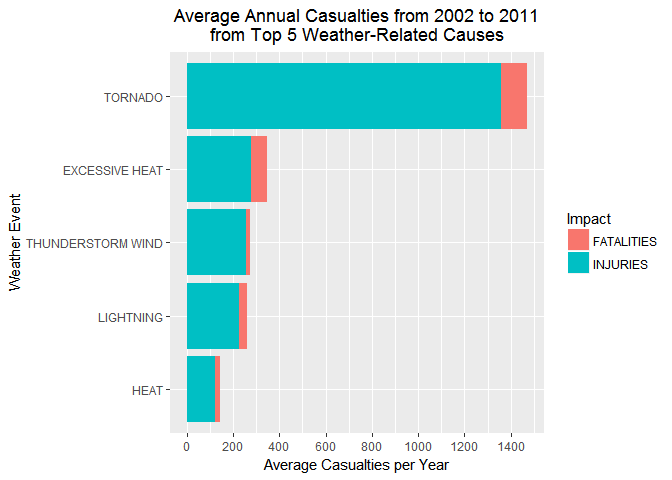 Average Annual Casualties from 2002 to 2011
from Top 5 Weather-Related Causes
Weather Event
TORNADO
EXCESSIVE HEAT
THUNDERSTORM WIND
LIGHTNING
HEAT
0 200 400 600 800 1000 1200 1400
Average Casualties per Year
Impact
FATALITIES
INJURIES